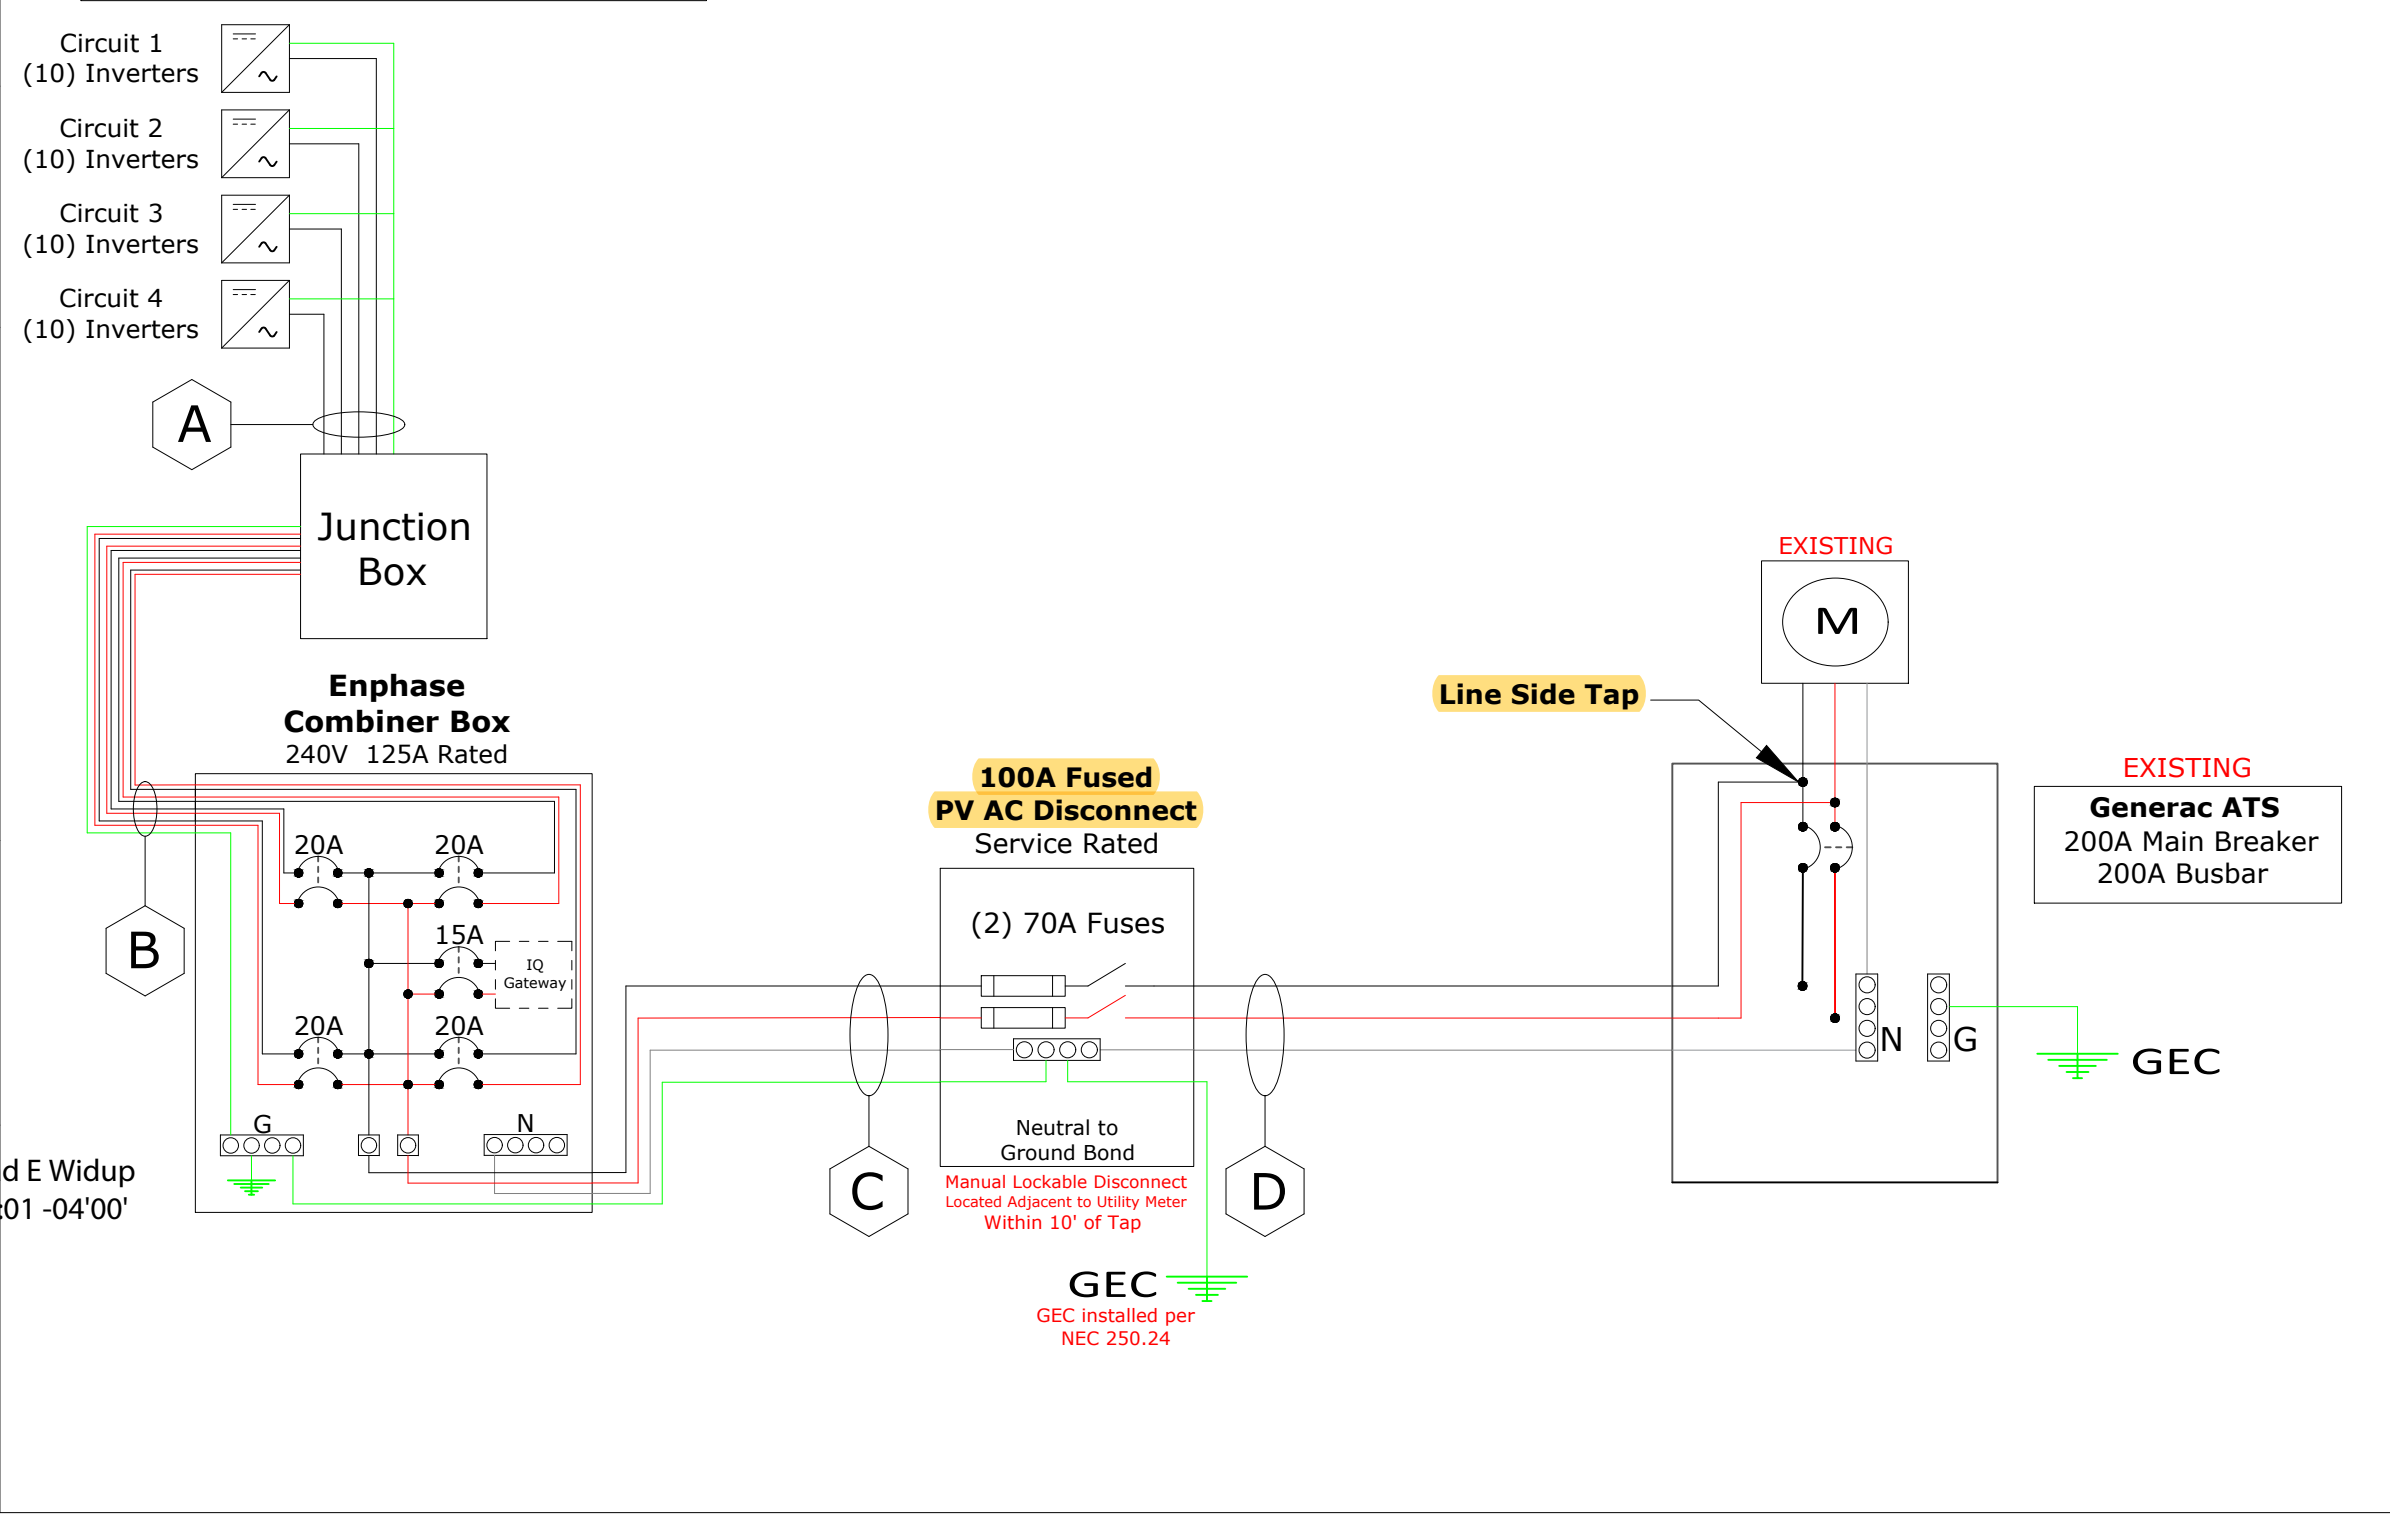 Circuit 1
(10) Inverters
Circuit 2
(10) Inverters
Circuit 3
(10) Inverters
Circuit 4
(10) Inverters
A
Junction
Box
Enphase
Combiner Box
240V 125A Rated
20A
20A
15A
IQ
Gateway
20A
20A
G
N
B
d E Widup
:01 -04'00'
C
100A Fused
PV AC Disconnect
Service Rated
(2) 70A Fuses
Neutral to
Ground Bond
Manual Lockable Disconnect
Located Adjacent to Utility Meter
Within 10' of Tap
GEC
GEC installed per
NEC 250.24
D
Line Side Tap
EXISTING
M
N
G
GEC
EXISTING
Generac ATS
200A Main Breaker
200A Busbar